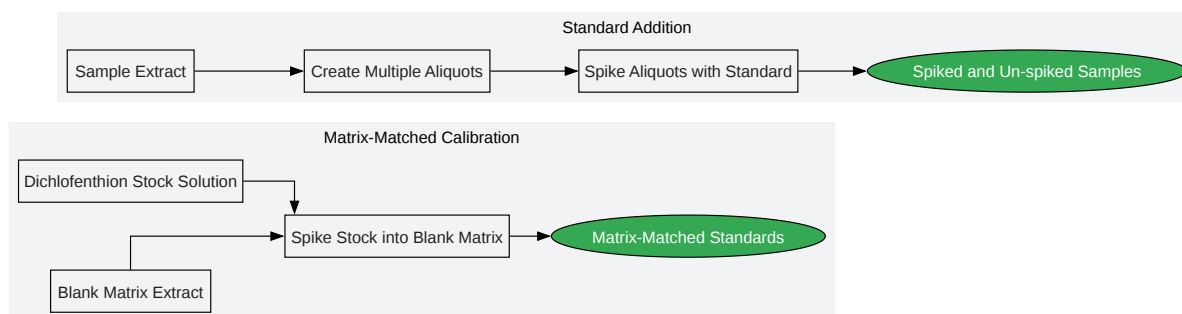 Standard Addition
Sample Extract
Create Multiple Aliquots
Spike Aliquots with Standard
Spiked and Un-spiked Samples
Matrix-Matched Calibration
Dichlofenthion Stock Solution
Spike Stock into Blank Matrix
Matrix-Matched Standards
Blank Matrix Extract